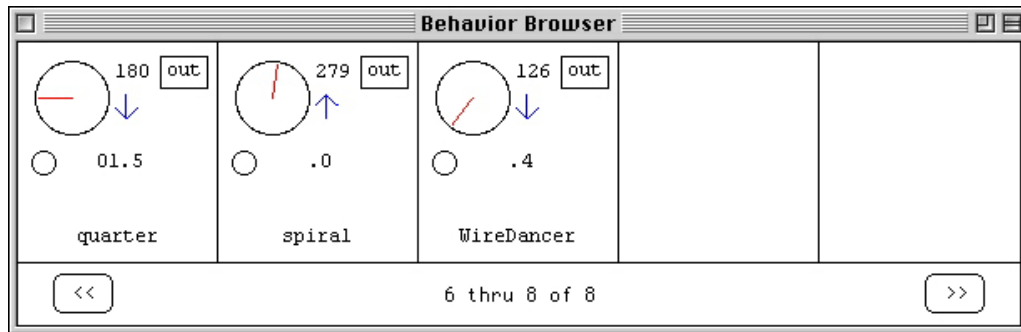 Behavior Browser
180 out
279 out
126 out
01.5
.0
.4
quarter
spiral
WireDancer
<<
6 thru 8 of 8
>>